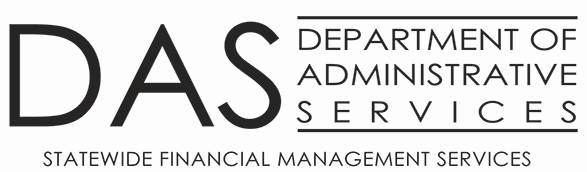 DAS
DEPARTMENT OF
ADMINISTRATIVE
SERVICES
STATEWIDE FINANCIAL MANAGEMENT SERVICES